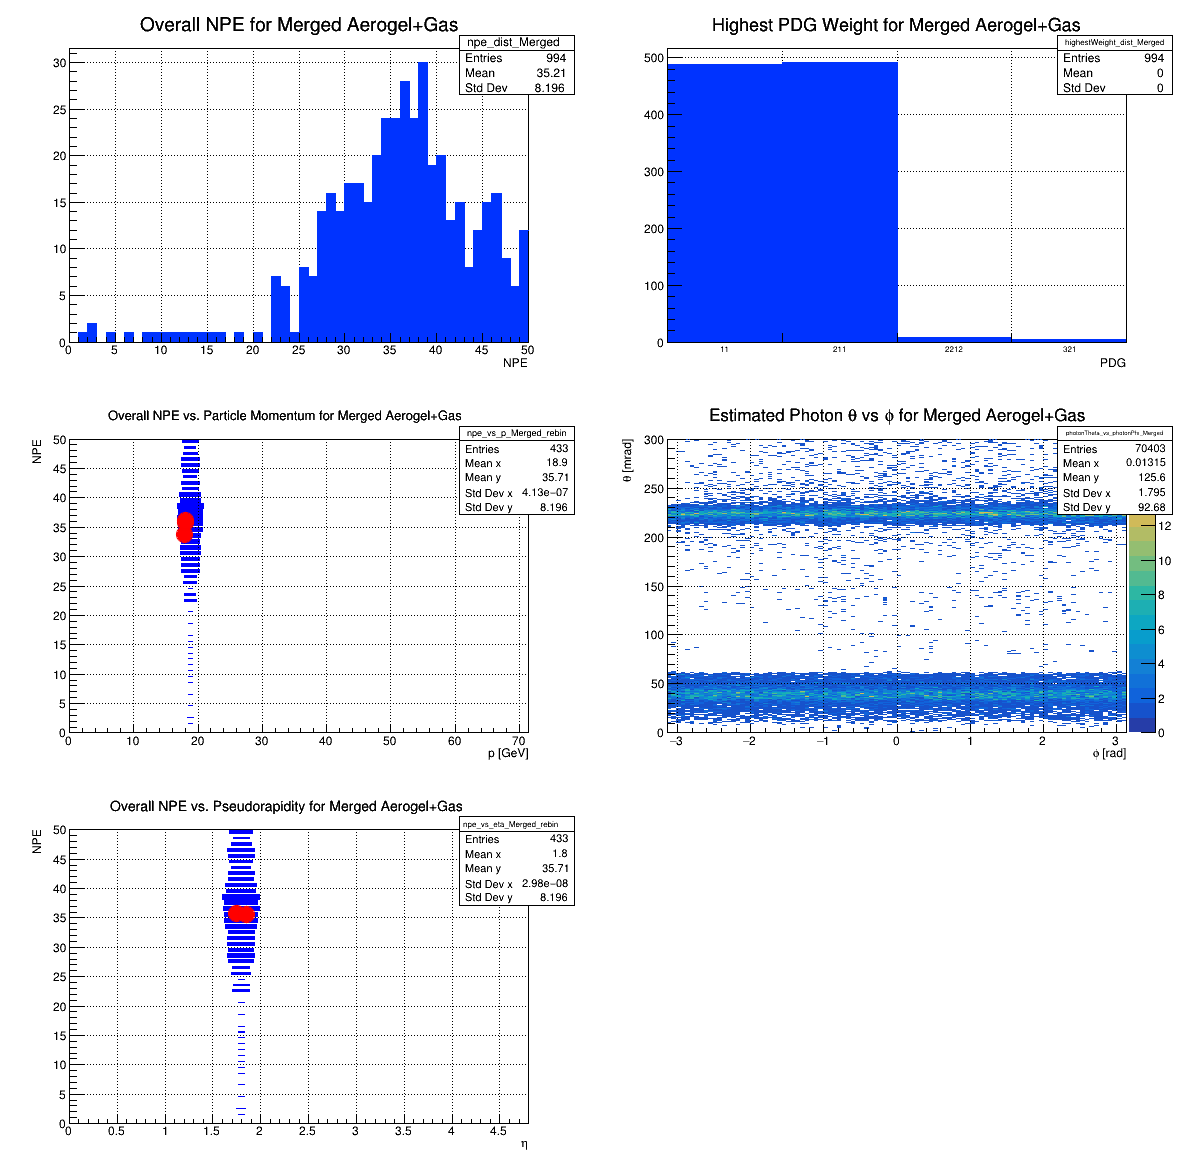 Overall NPE for Merged Aerogel+Gas
npe_dist_Merged
Entries 994
Mean 35.21
Std Dev 8.196
30
25
20
15
10
5
0
0 5 10 15 20 25 30 35 40 45 50
NPE
Highest PDG Weight for Merged Aerogel+Gas
highestWeight_dist_Merged
Entries 994
Mean 0
Std Dev 0
500
400
300
200
100
0
11 211 2212 321
PDG
Overall NPE vs. Particle Momentum for Merged Aerogel+Gas
NPE
npe_vs_p_Merged_rebin
Entries 433
Mean x 18.9
Mean y 35.71
Std Dev x 4.13e−07
Std Dev y 8.196
50
45
40
35
30
25
20
15
10
5
0
0 10 20 30 40 50 60 70
p [GeV]
Estimated Photon θ vs ϕ for Merged Aerogel+Gas
θ [mrad]
photonTheta_vs_photonPhi_Merged
Entries 70403
Mean x 0.01315
Mean y 125.6
Std Dev x 1.795
Std Dev y 92.68
300
250
200
150
100
50
0
−3 −2 −1 0 1 2 3
ϕ [rad]
12
10
8
6
4
2
0
Overall NPE vs. Pseudorapidity for Merged Aerogel+Gas
NPE
npe_vs_eta_Merged_rebin
Entries 433
Mean x 1.8
Mean y 35.71
Std Dev x 2.98e−08
Std Dev y 8.196
50
45
40
35
30
25
20
15
10
5
0
0 0.5 1 1.5 2 2.5 3 3.5 4 4.5
η